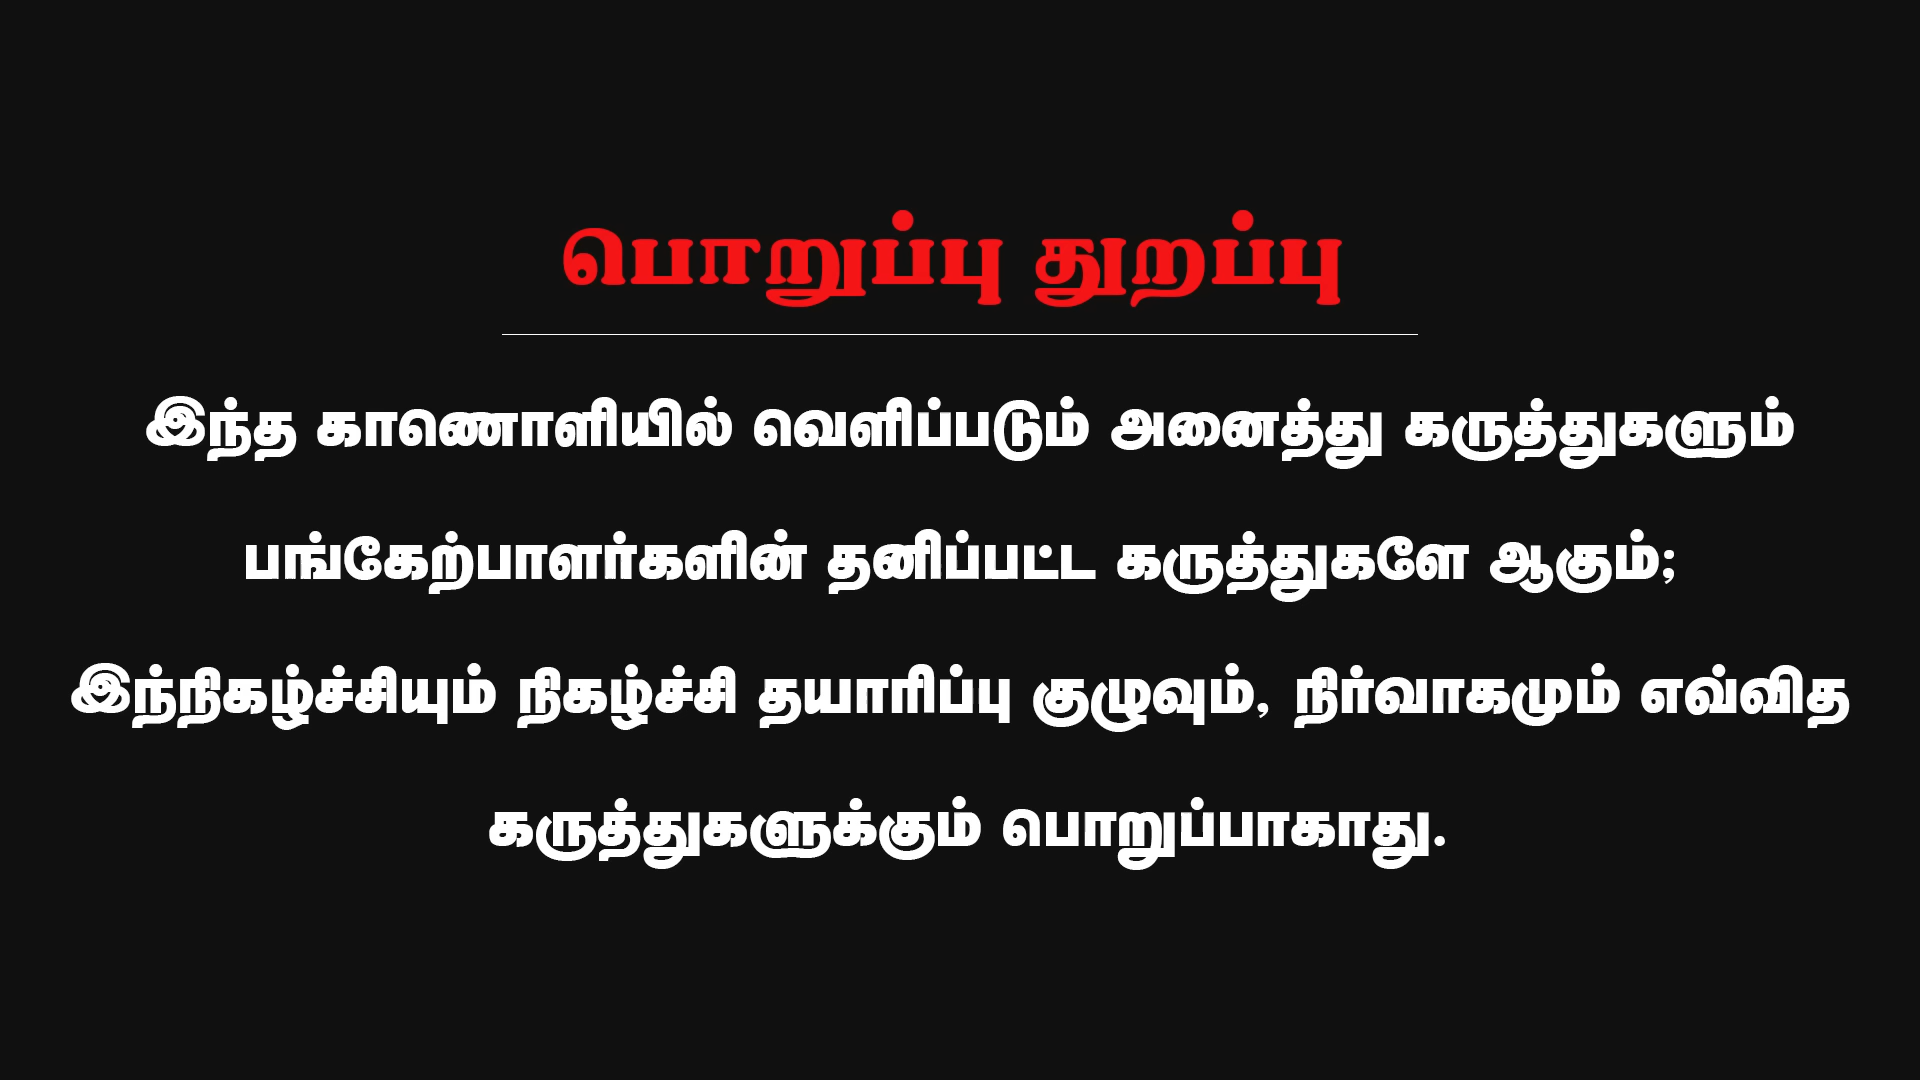 பொறுப்பு துறப்பு
இந்த காணொளியில் வெளிப்படும் அனைத்து கருத்துகளும்
பங்கேற்பாளர்களின் தனிப்பட்ட கருத்துகளே ஆகும்;
இந்நிகழ்ச்சியும் நிகழ்ச்சி தயாரிப்பு குழுவும், நிர்வாகமும் எவ்வித
கருத்துகளுக்கும் பொறுப்பாகாது.